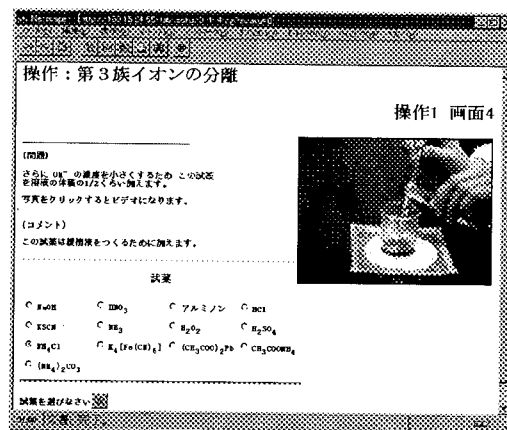 操作：第3族イオンの分離
操作1 画面4
(問題)
さらに OH⁻ の濃度を小さくするため この試薬
を溶液の体積の1/2くらい加えます。
写真をクリックするとビデオになります。
(コメント)
この試薬は緩衝液をつくるために加えます。
試薬
NaOH HNO₃ アルミノン HCl
KSCN NH₃ H₂O₂ H₂SO₄
NH₄Cl K₄[Fe(CN)₆] (CH₃COO)₂Pb CH₃COONH₄
(NH₄)₂CO₃
試薬を選びなさい